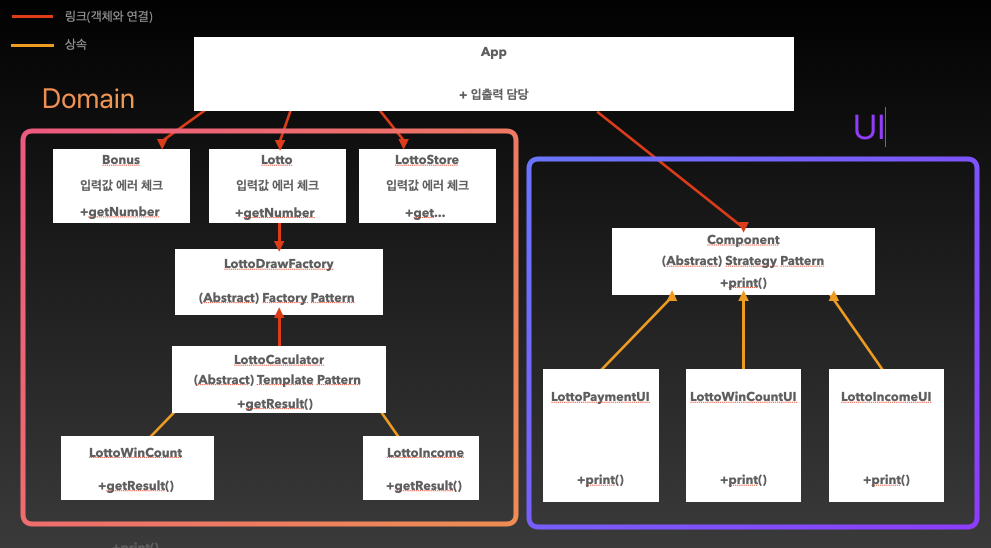 링크(객체와 연결)
상속
App
+ 입출력 담당
Domain
UI
Bonus
입력값 에러 체크
+getNumber
Lotto
입력값 에러 체크
+getNumber
LottoStore
입력값 에러 체크
+get...
LottoDrawFactory
(Abstract) Factory Pattern
LottoCaculator
(Abstract) Template Pattern
+getResult()
LottoWinCount
+getResult()
LottoIncome
+getResult()
Component
(Abstract) Strategy Pattern
+print()
LottoPaymentUI
+print()
LottoWinCountUI
+print()
LottoIncomeUI
+print()
+print()